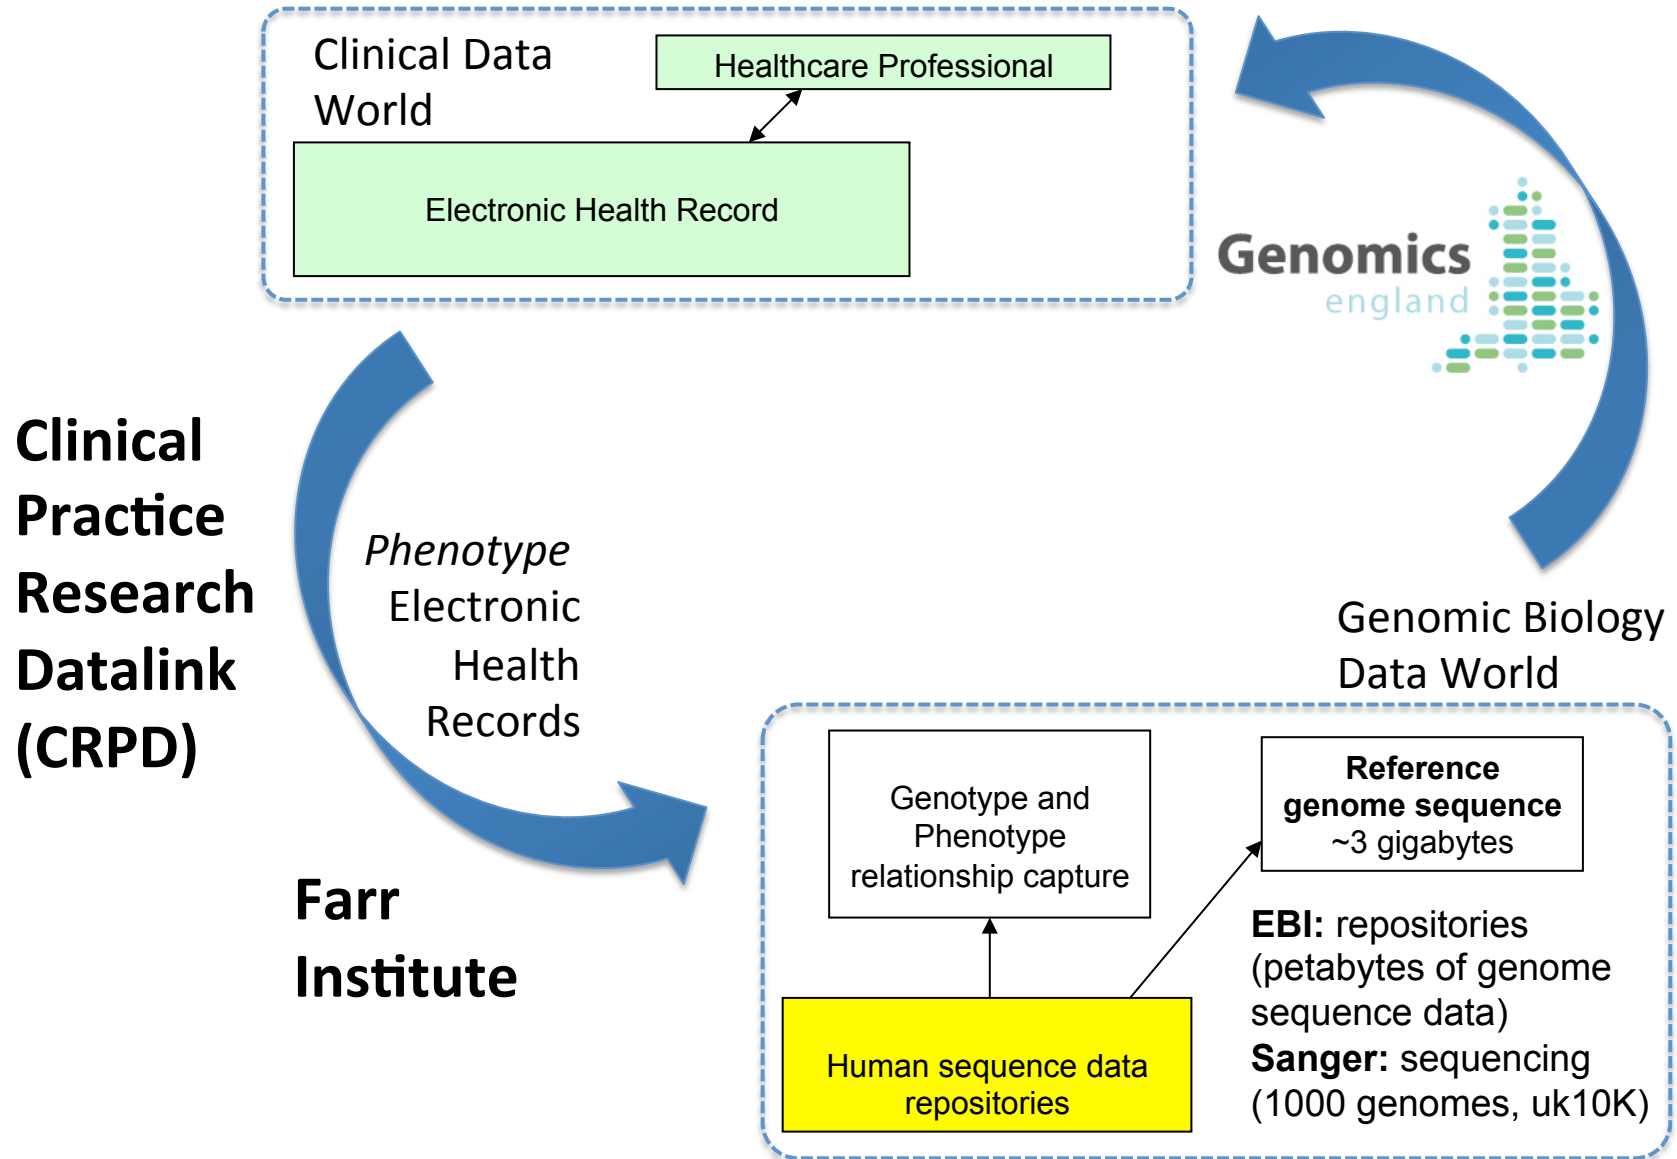 Clinical Data
World
Healthcare Professional
Electronic Health Record
Genomics
england
Clinical
Practice
Research
Datalink
(CRPD)
Phenotype
Electronic
Health
Records
Farr
Institute
Genomic Biology
Data World
Genotype and
Phenotype
relationship capture
Reference
genome sequence
~3 gigabytes
Human sequence data
repositories
EBI: repositories
(petabytes of genome
sequence data)
Sanger: sequencing
(1000 genomes, uk10K)